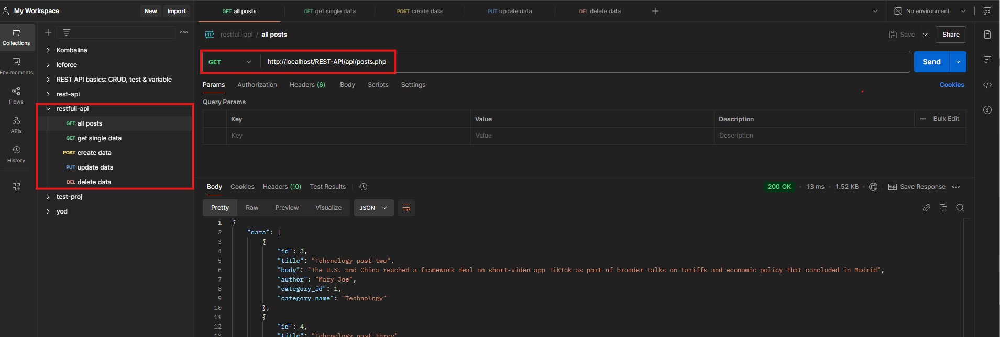 My Workspace
New
Import
GET all posts
GET get single data
POST create data
PUT update data
DEL delete data
No environment
Collections
Environments
Flows
APIs
History
Kombalina
leforce
REST API basics: CRUD, test & variable
rest-api
restfull-api
GET all posts
GET get single data
POST create data
PUT update data
DEL delete data
test-proj
yod
HTTP restfull-api / all posts
Save
Share
GET
http://localhost/REST-API/api/posts.php
Send
Params
Authorization
Headers (6)
Body
Scripts
Settings
Cookies
Query Params
Key
Value
Description
Bulk Edit
Key
Value
Description
Body
Cookies
Headers (10)
Test Results
200 OK
13 ms
1.52 KB
e.g. Save Response
Pretty
Raw
Preview
Visualize
JSON
1 {
2 "data": [
3 {
4 "id": 3,
5 "title": "Tehcnology post two",
6 "body": "The U.S. and China reached a framework deal on short-video app TikTok as part of broader talks on tariffs and economic policy that concluded in Madrid",
7 "author": "Mary Joe",
8 "category_id": 1,
9 "category_name": "Technology"
10 },
11 {
12 "id": 4,
13 "title": "Tehcnology post three"